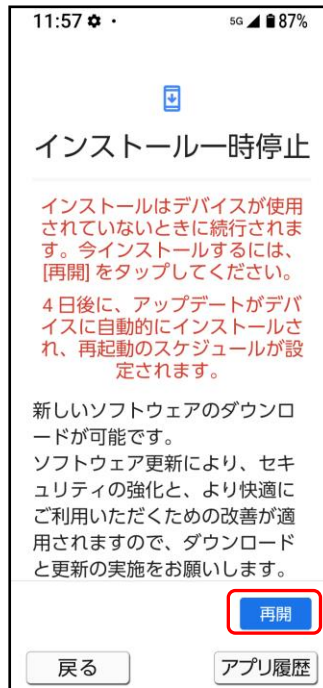 11:57
5G 87%
インストール一時停止
インストールはデバイスが使用
されていないときに続行されま
す。今インストールするには、
[再開] をタップしてください。
4 日後に、アップデートがデバ
イスに自動的にインストールさ
れ、再起動のスケジュールが設
定されます。
新しいソフトウェアのダウンロ
ードが可能です。
ソフトウェア更新により、セキ
ュリティの強化と、より快適に
ご利用いただくための改善が適
用されますので、ダウンロード
と更新の実施をお願いします。
再開
戻る
アプリ履歴